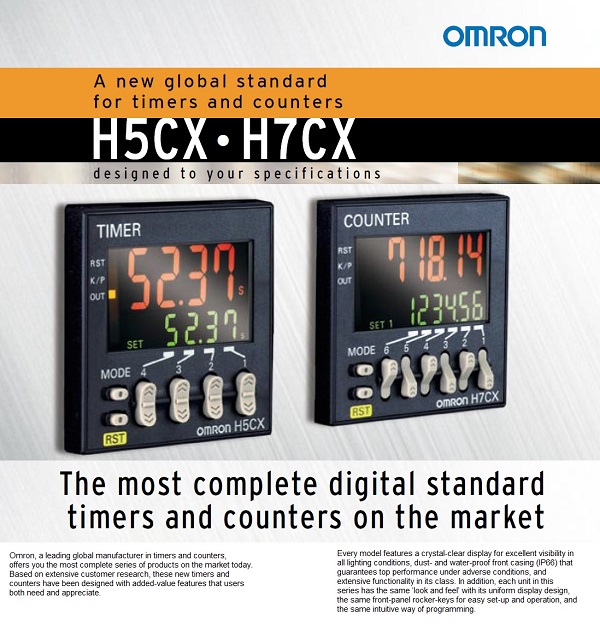 OMRON
A new global standard
for timers and counters
H5CX • H7CX
designed to your specifications
TIMER
RST
K/P
OUT
52.37 s
SET 52.37 s
MODE 4 3 2 1
RST
OMRON H5CX
COUNTER
RST
K/P
OUT
718.14
SET 1 123456
MODE 6 5 4 3 2 1
RST
OMRON H7CX
The most complete digital standard
timers and counters on the market
Omron, a leading global manufacturer in timers and counters,
offers you the most complete series of products on the market today.
Based on extensive customer research, these new timers and
counters have been designed with added-value features that users
both need and appreciate.
Every model features a crystal-clear display for excellent visibility in
all lighting conditions, dust- and water-proof front casing (IP66) that
guarantees top performance under adverse conditions, and
extensive functionality in its class. In addition, each unit in this
series has the same 'look and feel' with its uniform display design,
the same front-panel rocker-keys for easy set-up and operation, and
the same intuitive way of programming.